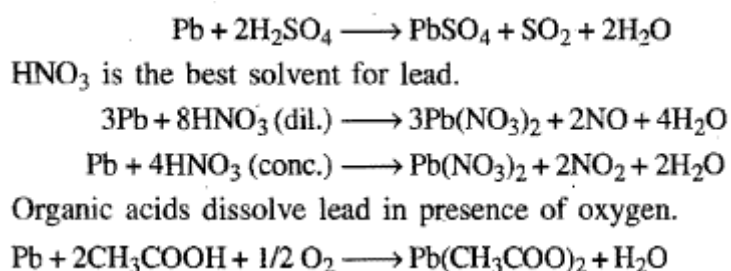 Pb + 2H₂SO₄ ⟶ PbSO₄ + SO₂ + 2H₂O
HNO₃ is the best solvent for lead.
3Pb + 8HNO₃ (dil.) ⟶ 3Pb(NO₃)₂ + 2NO + 4H₂O
Pb + 4HNO₃ (conc.) ⟶ Pb(NO₃)₂ + 2NO₂ + 2H₂O
Organic acids dissolve lead in presence of oxygen.
Pb + 2CH₃COOH + 1/2 O₂ ⟶ Pb(CH₃COO)₂ + H₂O